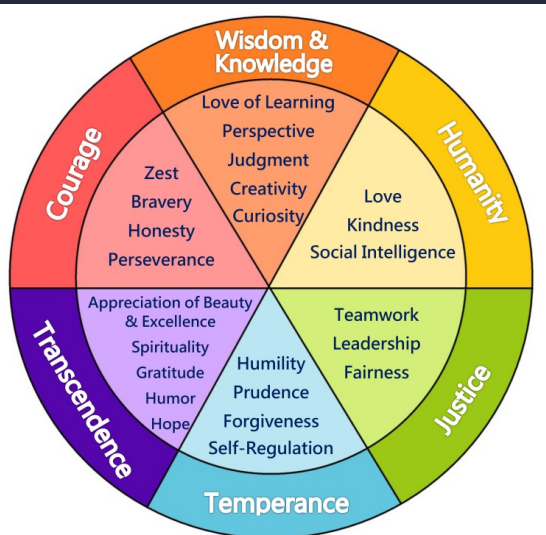 Wisdom &
Knowledge
Love of Learning
Perspective
Judgment
Creativity
Curiosity
Humanity
Love
Kindness
Social Intelligence
Justice
Teamwork
Leadership
Fairness
Temperance
Humility
Prudence
Forgiveness
Self-Regulation
Transcendence
Appreciation of Beauty
& Excellence
Spirituality
Gratitude
Humor
Hope
Courage
Zest
Bravery
Honesty
Perseverance